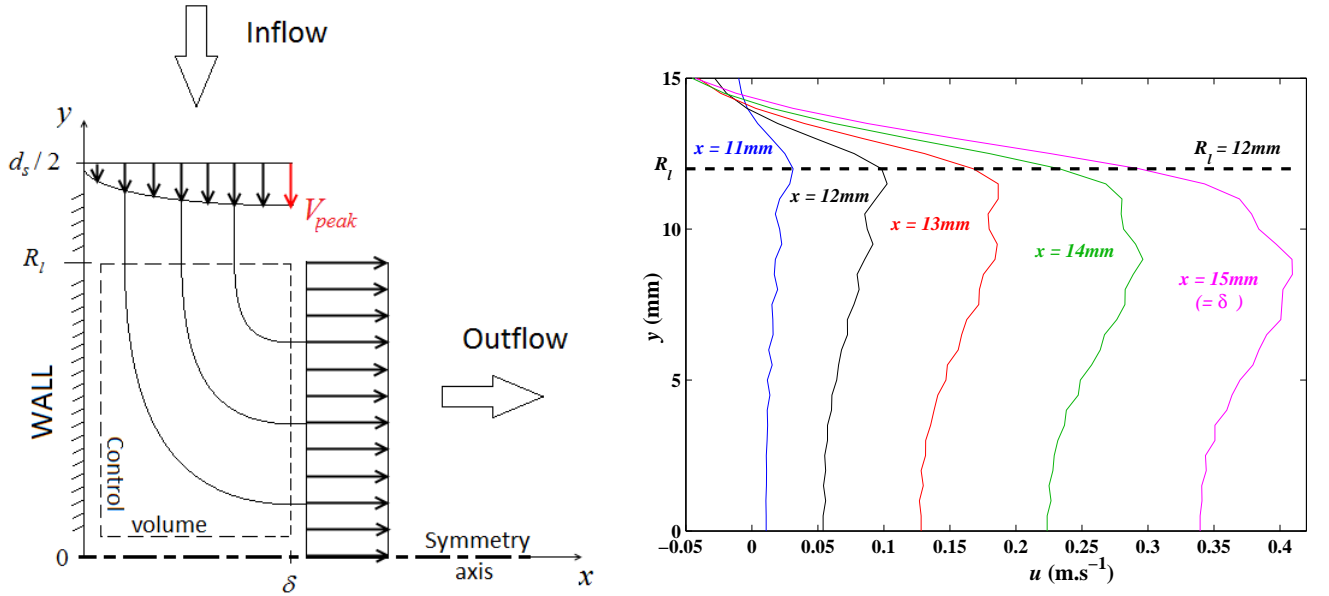 Inflow
y
d_s / 2
V_peak
R_l
WALL
Control
volume
Outflow
0
Symmetry
axis
δ
x
15
x = 11mm
R_l = 12mm
R_l
x = 12mm
10
x = 13mm
x = 14mm
x = 15mm
(= δ )
y (mm)
5
0
−0.05 0 0.05 0.1 0.15 0.2 0.25 0.3 0.35 0.4
u (m.s⁻¹)